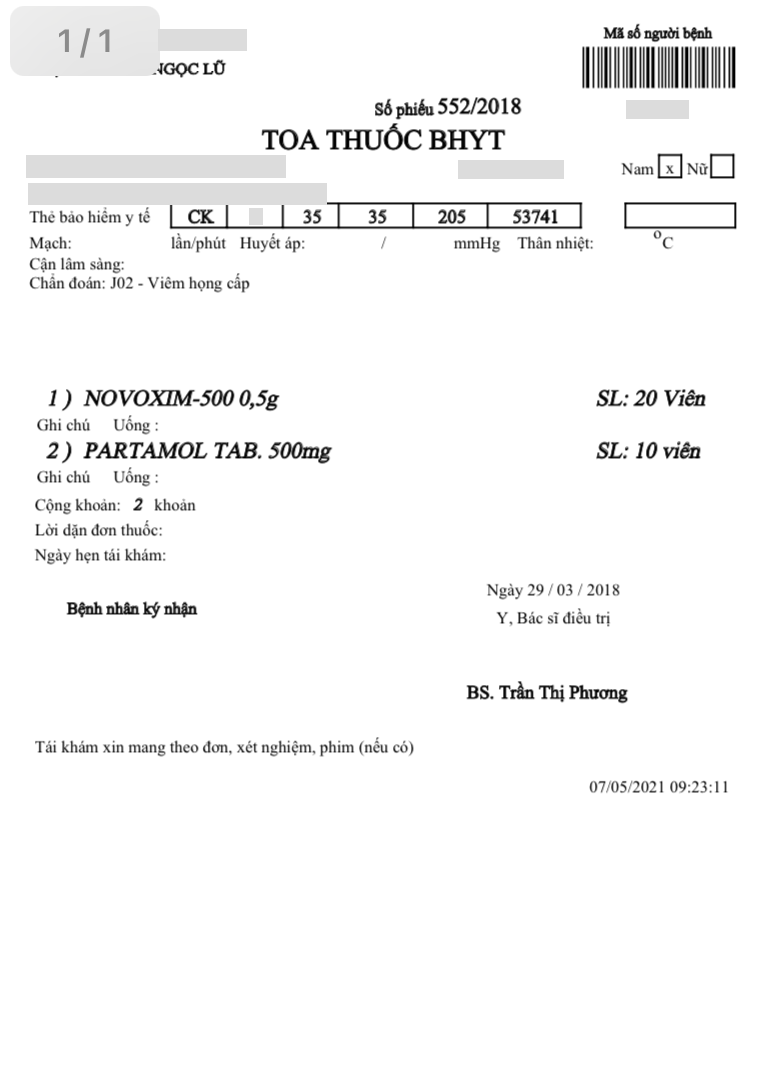 1/1
Mã số người bệnh
NGỌC LŨ
Số phiếu 552/2018
TOA THUỐC BHYT
Nam x Nữ
Thẻ bảo hiểm y tế CK 35 35 205 53741
Mạch: lần/phút Huyết áp: / mmHg Thân nhiệt: °C
Cận lâm sàng:
Chẩn đoán: J02 - Viêm họng cấp
1 ) NOVOXIM-500 0,5g SL: 20 Viên
Ghi chú Uống :
2 ) PARTAMOL TAB. 500mg SL: 10 viên
Ghi chú Uống :
Cộng khoản: 2 khoản
Lời dặn đơn thuốc:
Ngày hẹn tái khám:
Ngày 29 / 03 / 2018
Bệnh nhân ký nhận
Y, Bác sĩ điều trị
BS. Trần Thị Phương
Tái khám xin mang theo đơn, xét nghiệm, phim (nếu có)
07/05/2021 09:23:11